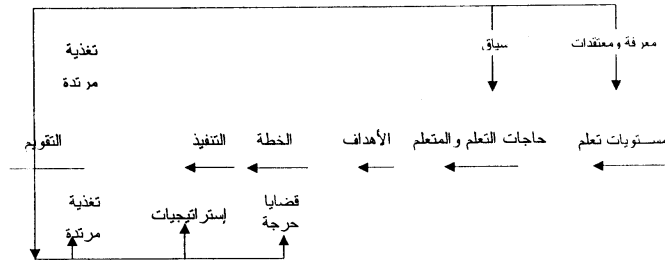 معرفة ومعتقدات
سياق
تغذية
مرتدة
مستويات تعلم
حاجات التعلم والمتعلم
الأهداف
الخطة
التنفيذ
التقويم
قضايا
حرجة
إستراتيجيات
تغذية
مرتدة